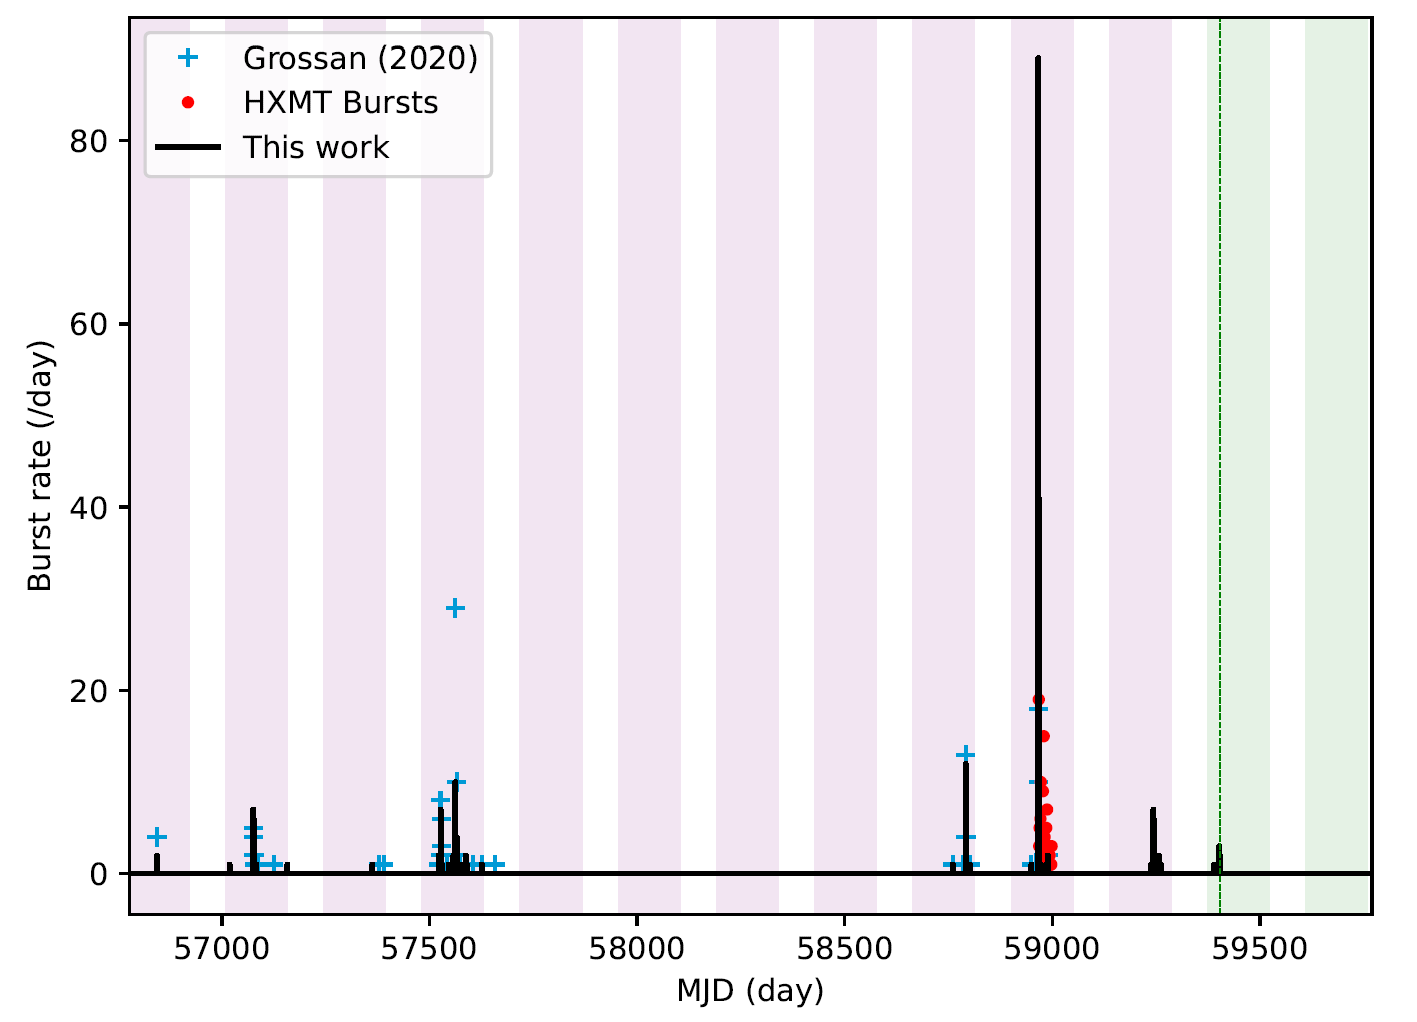 Grossan (2020)
HXMT Bursts
This work
80
60
40
20
0
Burst rate (/day)
57000 57500 58000 58500 59000 59500
MJD (day)